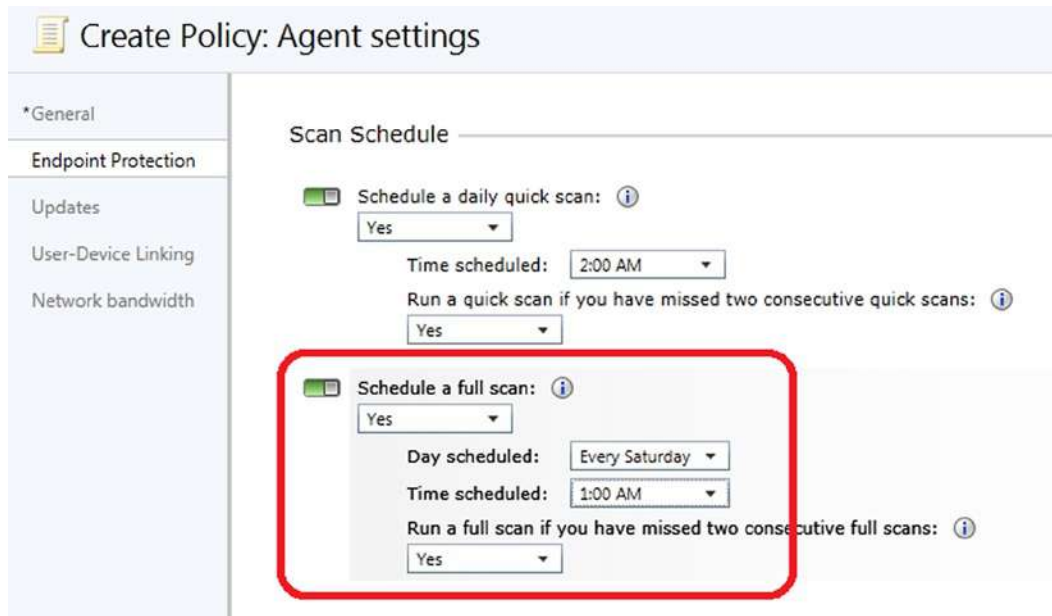 Create Policy: Agent settings
*General
Endpoint Protection
Updates
User-Device Linking
Network bandwidth
Scan Schedule
Schedule a daily quick scan: i
Yes
Time scheduled: 2:00 AM
Run a quick scan if you have missed two consecutive quick scans: i
Yes
Schedule a full scan: i
Yes
Day scheduled: Every Saturday
Time scheduled: 1:00 AM
Run a full scan if you have missed two consecutive full scans: i
Yes